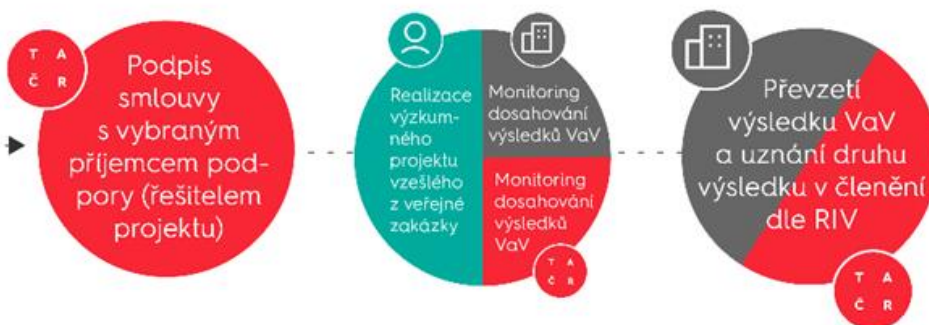 T A
Č R
Podpis
smlouvy
s vybraným
příjemcem pod-
pory (řešitelem
projektu)
Realizace
výzkum-
ného
projektu
vzešlého
z veřejné
zakázky
Monitoring
dosahování
výsledků VaV
Monitoring
dosahování
výsledků
VaV
T A
Č R
Převzetí
výsledku VaV
a uznání druhu
výsledku v členění
dle RIV
T A
Č R